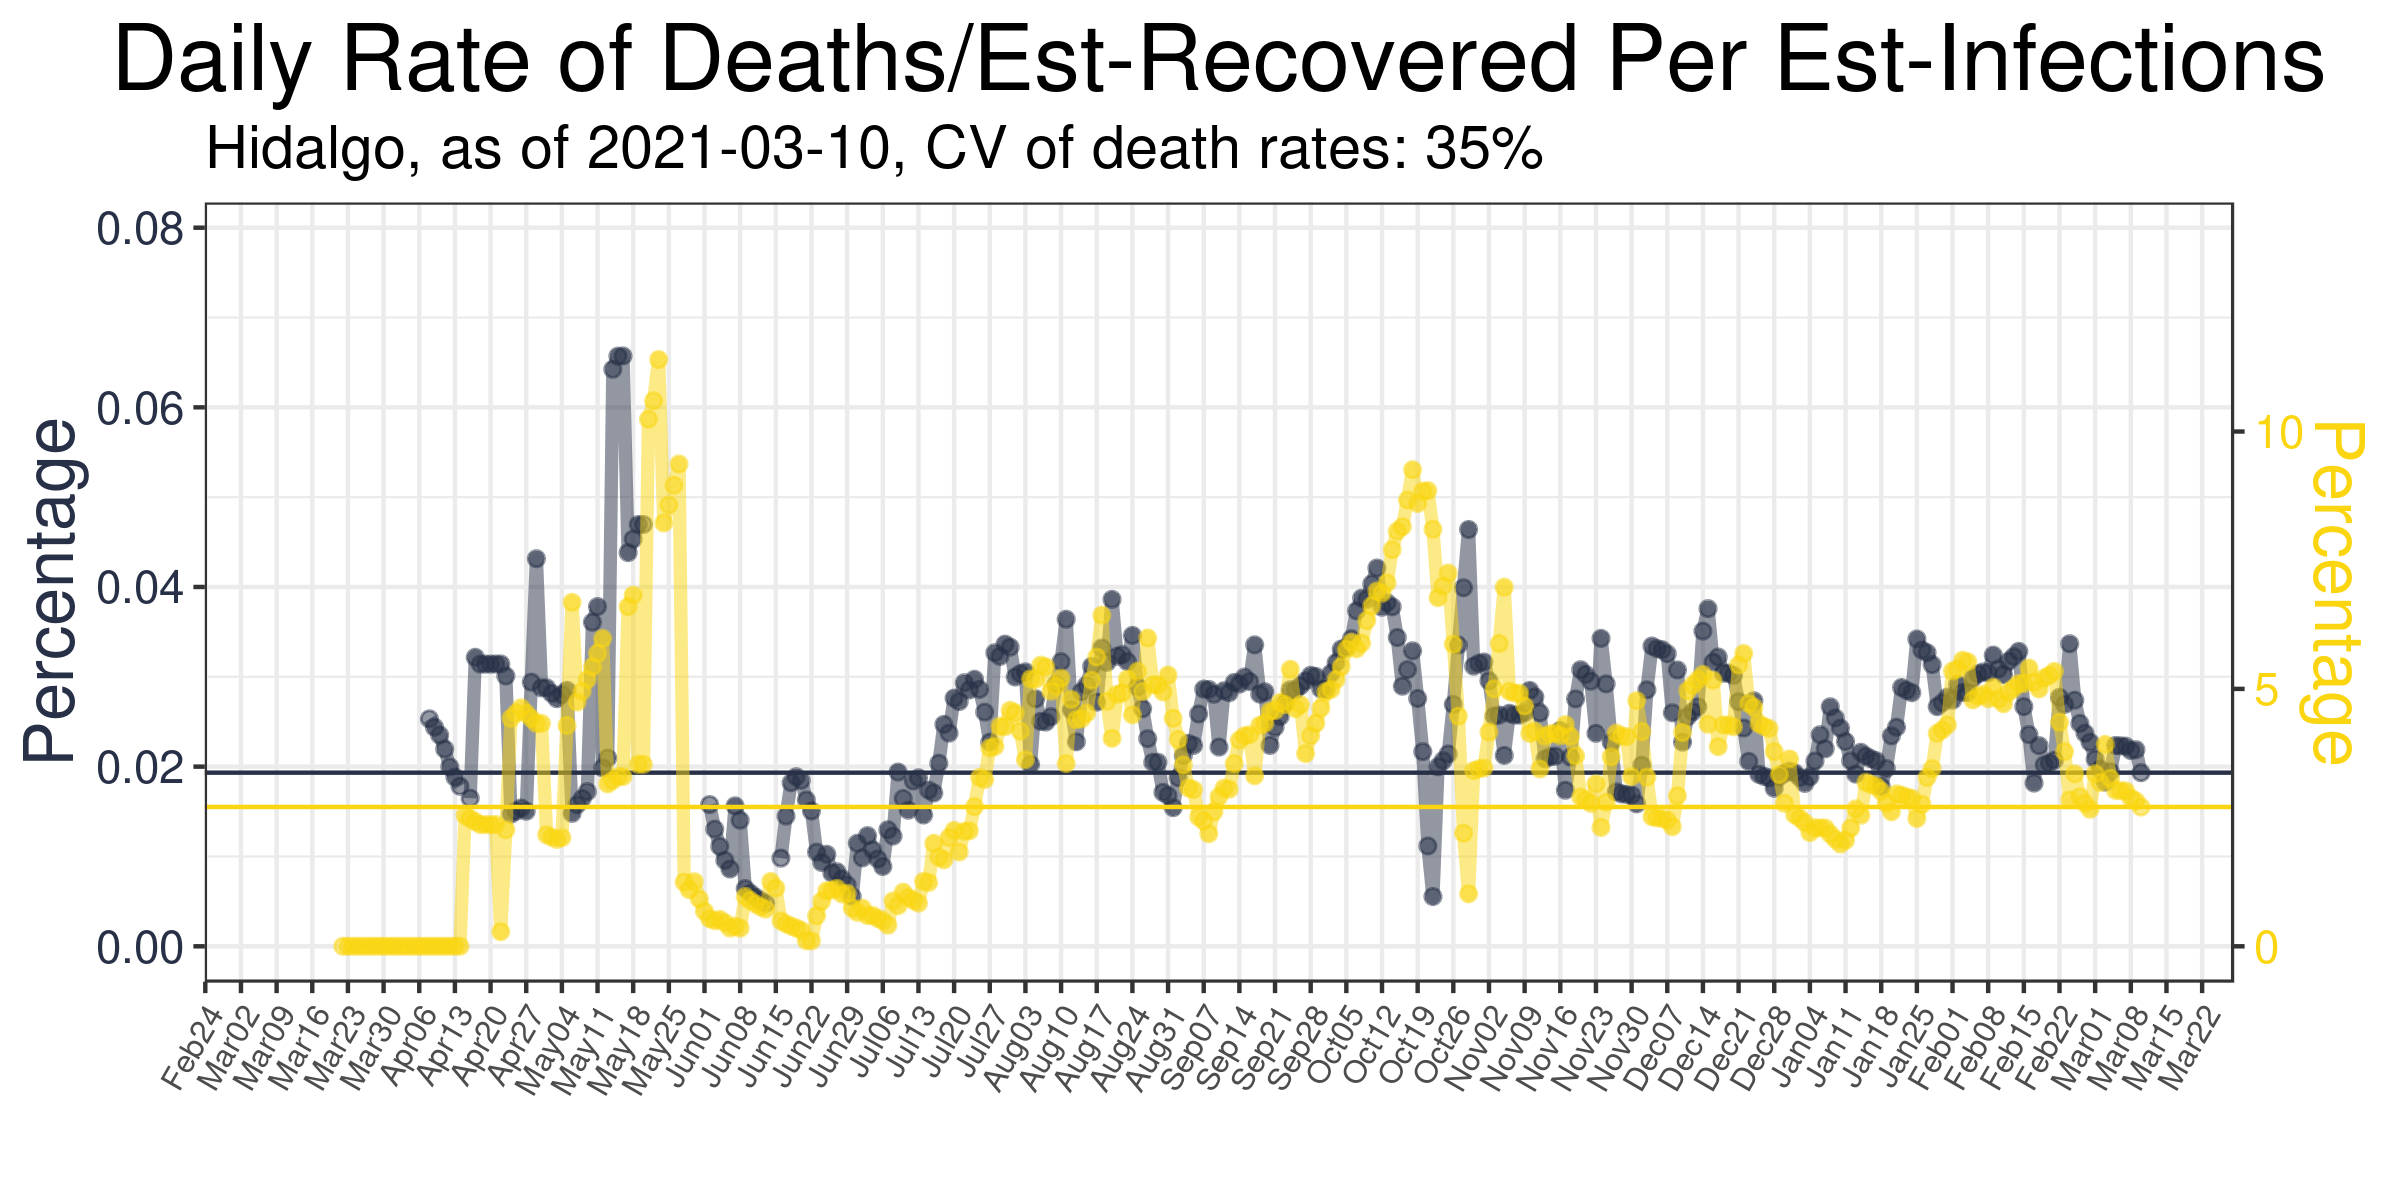 Daily Rate of Deaths/Est-Recovered Per Est-Infections
Hidalgo, as of 2021-03-10, CV of death rates: 35%
0.08
0.06
0.04
0.02
0.00
Percentage
10
5
0
Percentage
Feb24
Mar02
Mar09
Mar16
Mar23
Mar30
Apr06
Apr13
Apr20
Apr27
May04
May11
May18
May25
Jun01
Jun08
Jun15
Jun22
Jun29
Jul06
Jul13
Jul20
Jul27
Aug03
Aug10
Aug17
Aug24
Aug31
Sep07
Sep14
Sep21
Sep28
Oct05
Oct12
Oct19
Oct26
Nov02
Nov09
Nov16
Nov23
Nov30
Dec07
Dec14
Dec21
Dec28
Jan04
Jan11
Jan18
Jan25
Feb01
Feb08
Feb15
Feb22
Mar01
Mar08
Mar15
Mar22